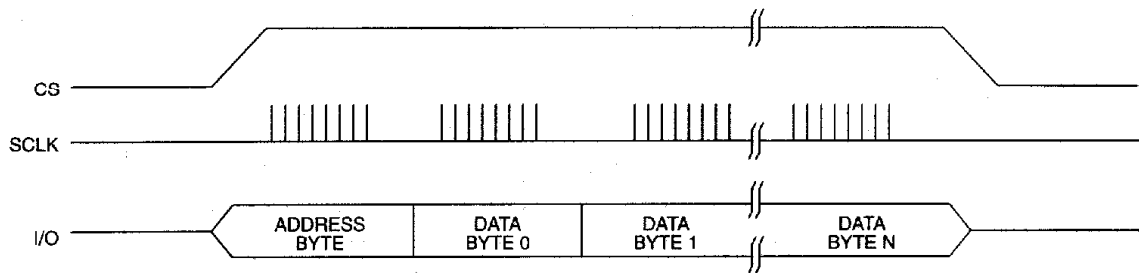 CS
SCLK
I/O
ADDRESS
BYTE
DATA
BYTE 0
DATA
BYTE 1
DATA
BYTE N